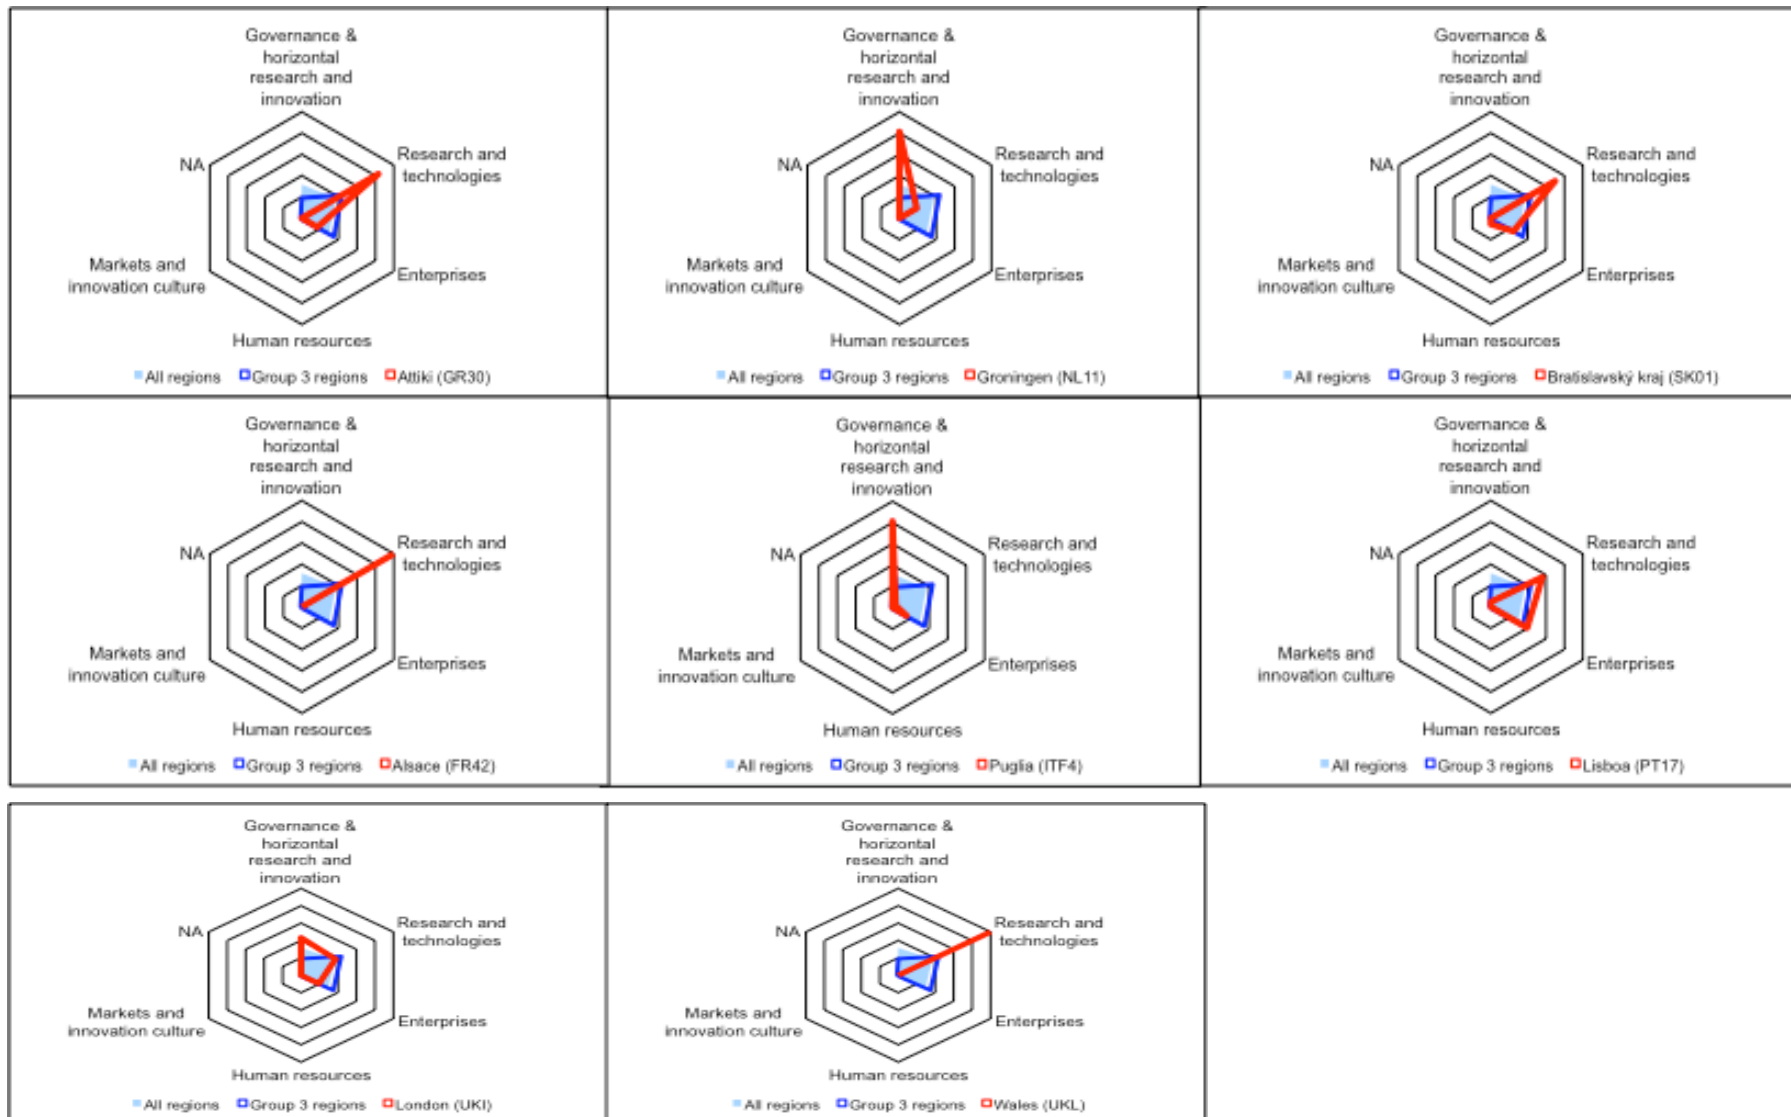 Governance &
horizontal
research and
innovation
NA
Research and
technologies
Markets and
innovation culture
Enterprises
Human resources
All regions Group 3 regions Attiki (GR30)
Governance &
horizontal
research and
innovation
NA
Research and
technologies
Markets and
innovation culture
Enterprises
Human resources
All regions Group 3 regions Groningen (NL11)
Governance &
horizontal
research and
innovation
NA
Research and
technologies
Markets and
innovation culture
Enterprises
Human resources
All regions Group 3 regions Bratislavský kraj (SK01)
Governance &
horizontal
research and
innovation
NA
Research and
technologies
Markets and
innovation culture
Enterprises
Human resources
All regions Group 3 regions Alsace (FR42)
Governance &
horizontal
research and
innovation
NA
Research and
technologies
Markets and
innovation culture
Enterprises
Human resources
All regions Group 3 regions Puglia (ITF4)
Governance &
horizontal
research and
innovation
NA
Research and
technologies
Markets and
innovation culture
Enterprises
Human resources
All regions Group 3 regions Lisboa (PT17)
Governance &
horizontal
research and
innovation
NA
Research and
technologies
Markets and
innovation culture
Enterprises
Human resources
All regions Group 3 regions London (UKI)
Governance &
horizontal
research and
innovation
NA
Research and
technologies
Markets and
innovation culture
Enterprises
Human resources
All regions Group 3 regions Wales (UKL)